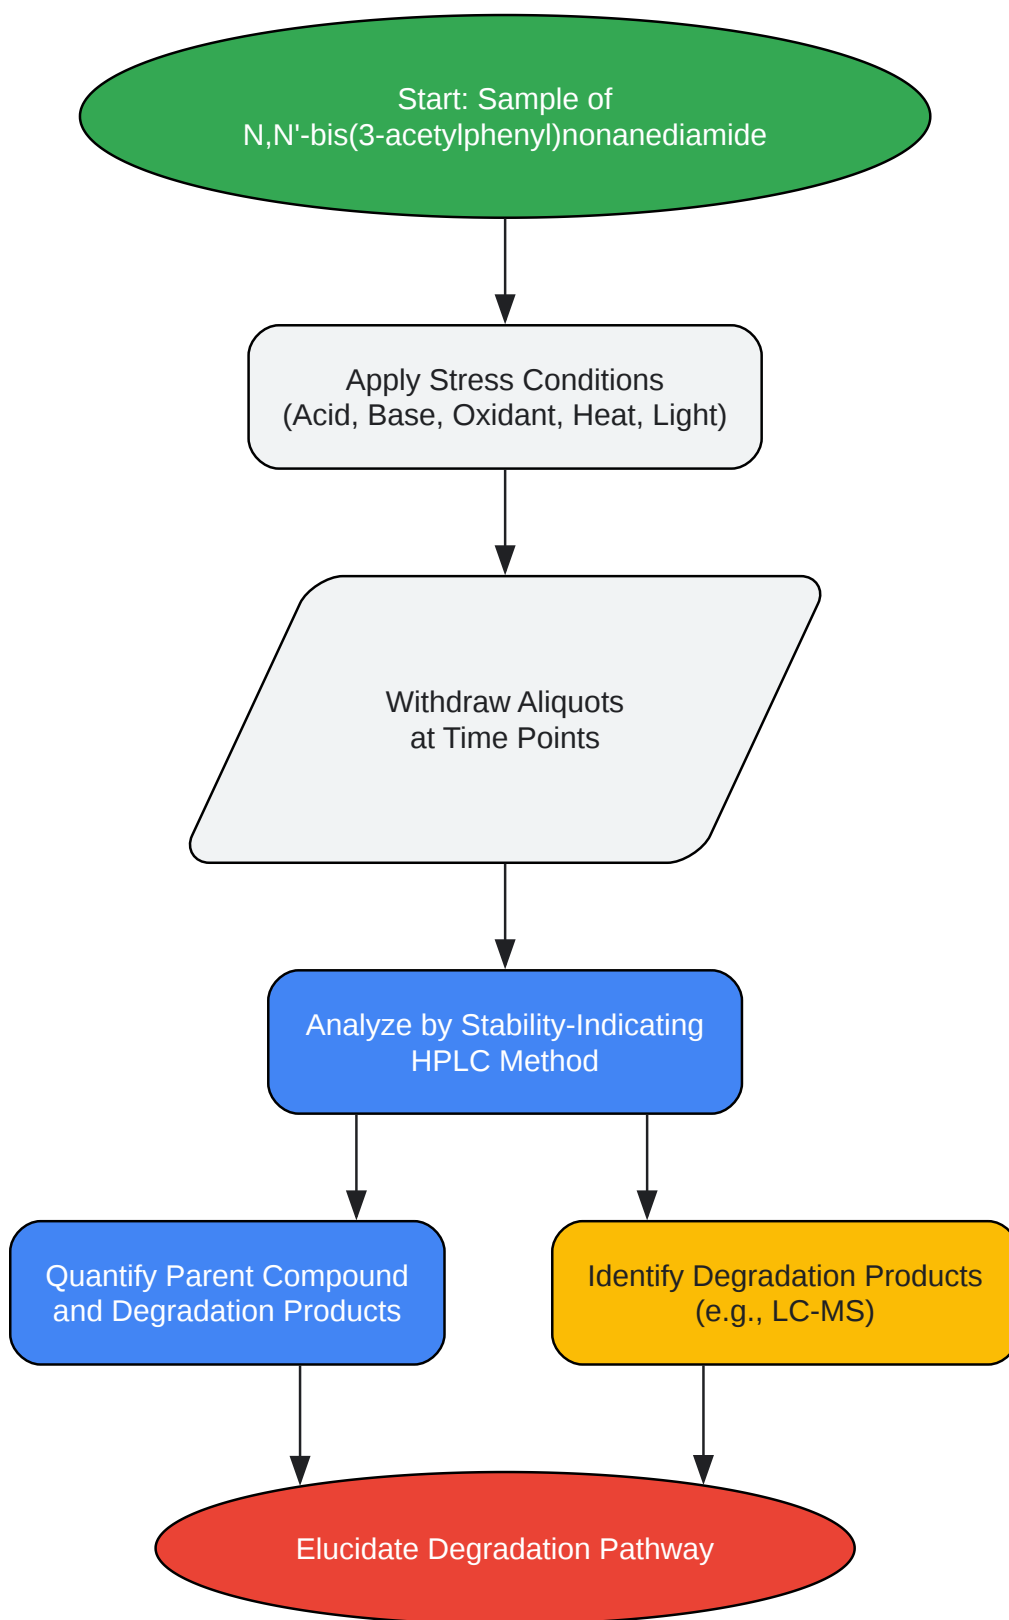 Start: Sample of
N,N'-bis(3-acetylphenyl)nonanediamide
Apply Stress Conditions
(Acid, Base, Oxidant, Heat, Light)
Withdraw Aliquots
at Time Points
Analyze by Stability-Indicating
HPLC Method
Quantify Parent Compound
and Degradation Products
Identify Degradation Products
(e.g., LC-MS)
Elucidate Degradation Pathway